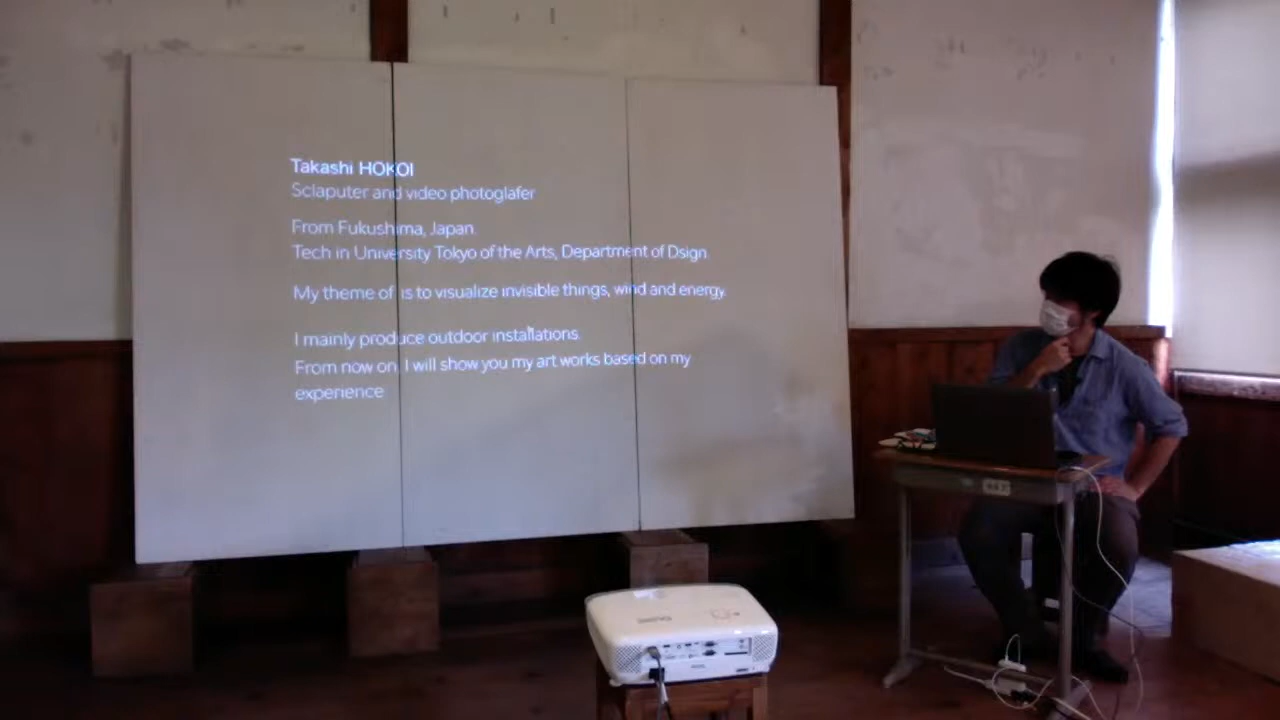 Takashi HOKOI
Sclaputer and video photoglafer
From Fukushima, Japan.
Tech in University Tokyo of the Arts, Department of Dsign.
My theme of is to visualize invisible things, wind and energy.
I mainly produce outdoor installations.
From now on, I will show you my art works based on my
experience